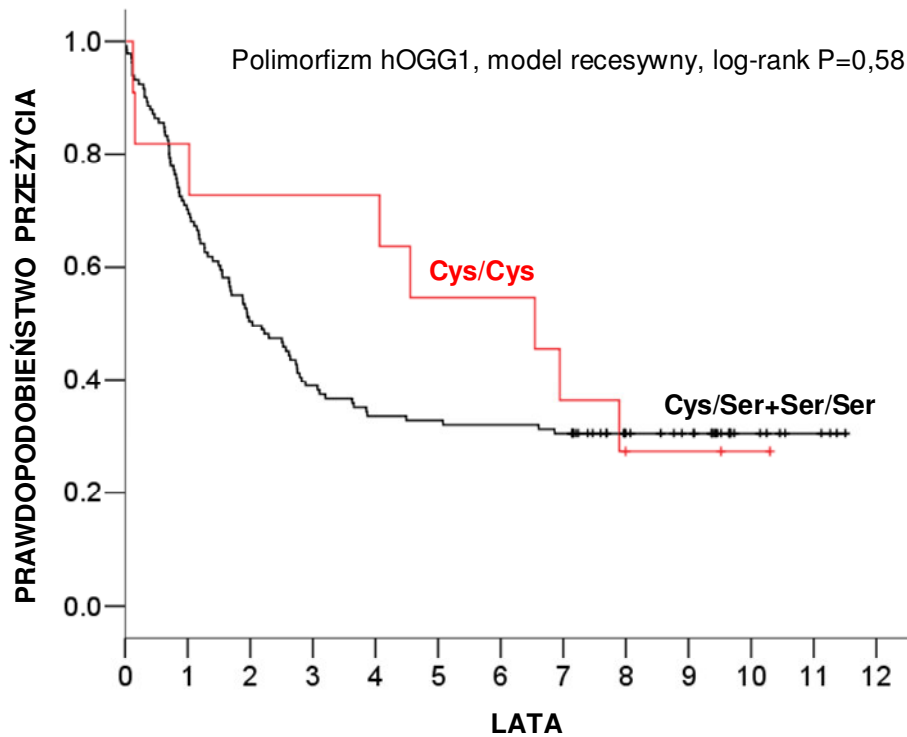 Polimorfizm hOGG1, model recesywny, log-rank P=0,58
PRAWDOPODOBIEŃSTWO PRZEŻYCIA
1.0
0.8
0.6
0.4
0.2
0.0
Cys/Cys
Cys/Ser+Ser/Ser
0 1 2 3 4 5 6 7 8 9 10 11 12
LATA